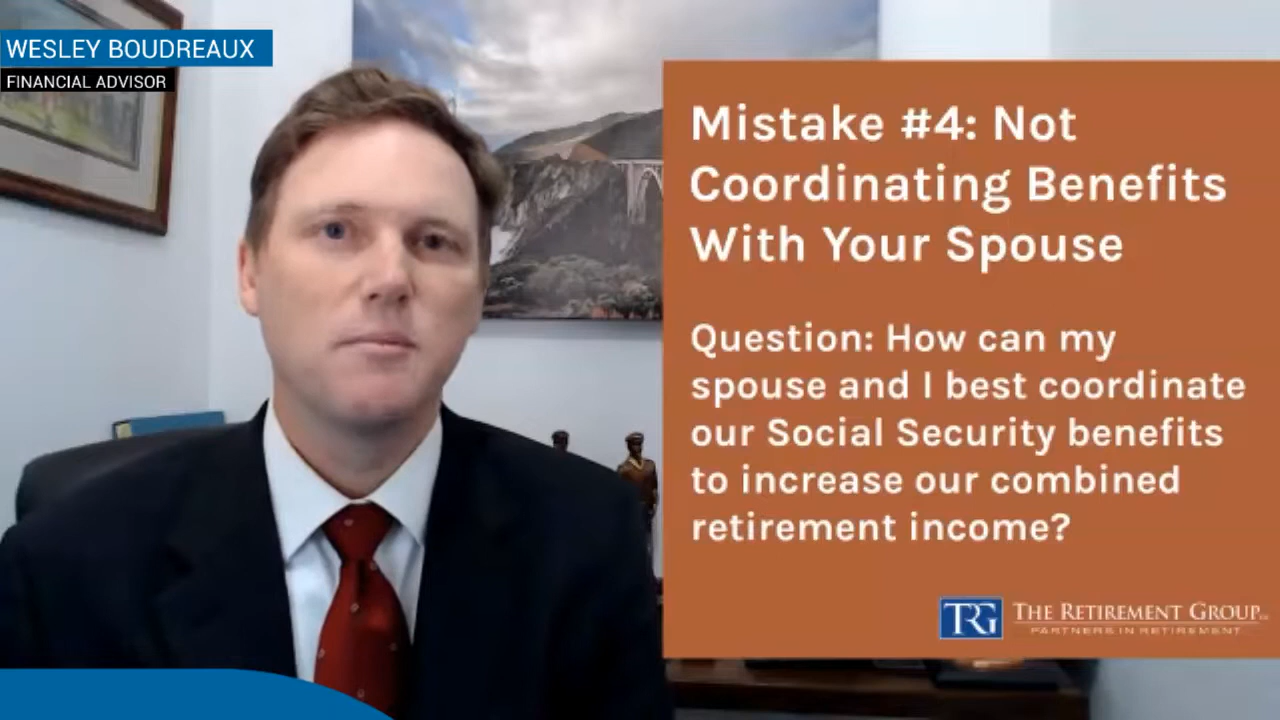 WESLEY BOUDREAUX
FINANCIAL ADVISOR
Mistake #4: Not
Coordinating Benefits
With Your Spouse
Question: How can my
spouse and I best coordinate
our Social Security benefits
to increase our combined
retirement income?
TRG THE RETIREMENT GROUP
PARTNERS IN RETIREMENT